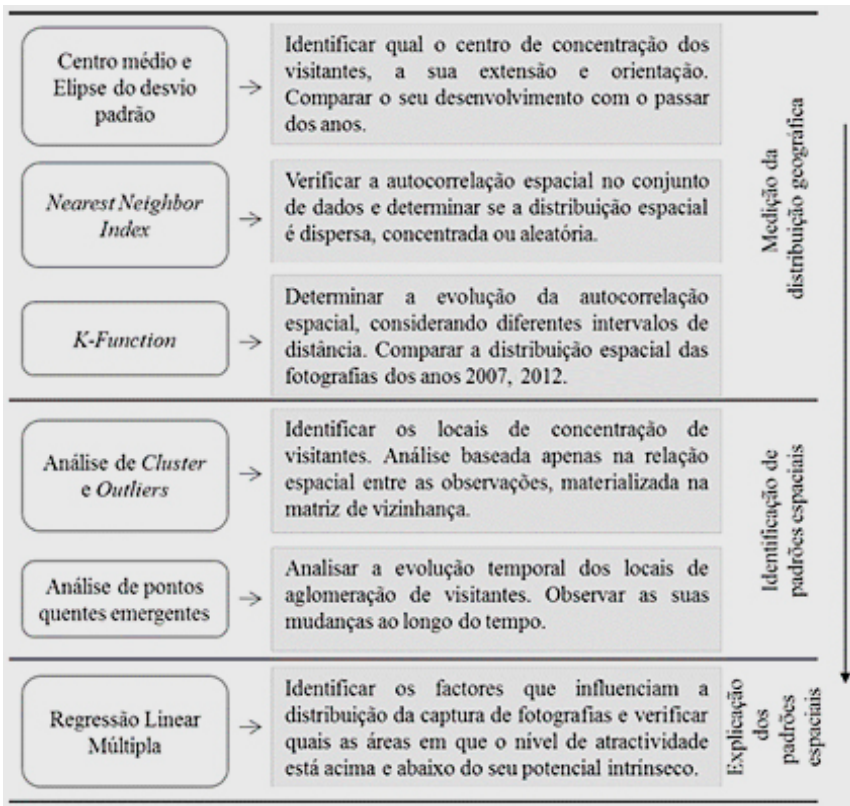 Centro médio e
Elipse do desvio
padrão
Identificar qual o centro de concentração dos
visitantes, a sua extensão e orientação.
Comparar o seu desenvolvimento com o passar
dos anos.
Nearest Neighbor
Index
Verificar a autocorrelação espacial no conjunto
de dados e determinar se a distribuição espacial
é dispersa, concentrada ou aleatória.
K-Function
Determinar a evolução da autocorrelação
espacial, considerando diferentes intervalos de
distância. Comparar a distribuição espacial das
fotografias dos anos 2007, 2012.
Medição da
distribuição geográfica
Análise de Cluster
e Outliers
Identificar os locais de concentração de
visitantes. Análise baseada apenas na relação
espacial entre as observações, materializada na
matriz de vizinhança.
Análise de pontos
quentes emergentes
Analisar a evolução temporal dos locais de
aglomeração de visitantes. Observar as suas
mudanças ao longo do tempo.
Identificação de
padrões espaciais
Regressão Linear
Múltipla
Identificar os factores que influenciam a
distribuição da captura de fotografias e verificar
quais as áreas em que o nível de atractividade
está acima e abaixo do seu potencial intrínseco.
Explicação
dos
padrões
espaciais